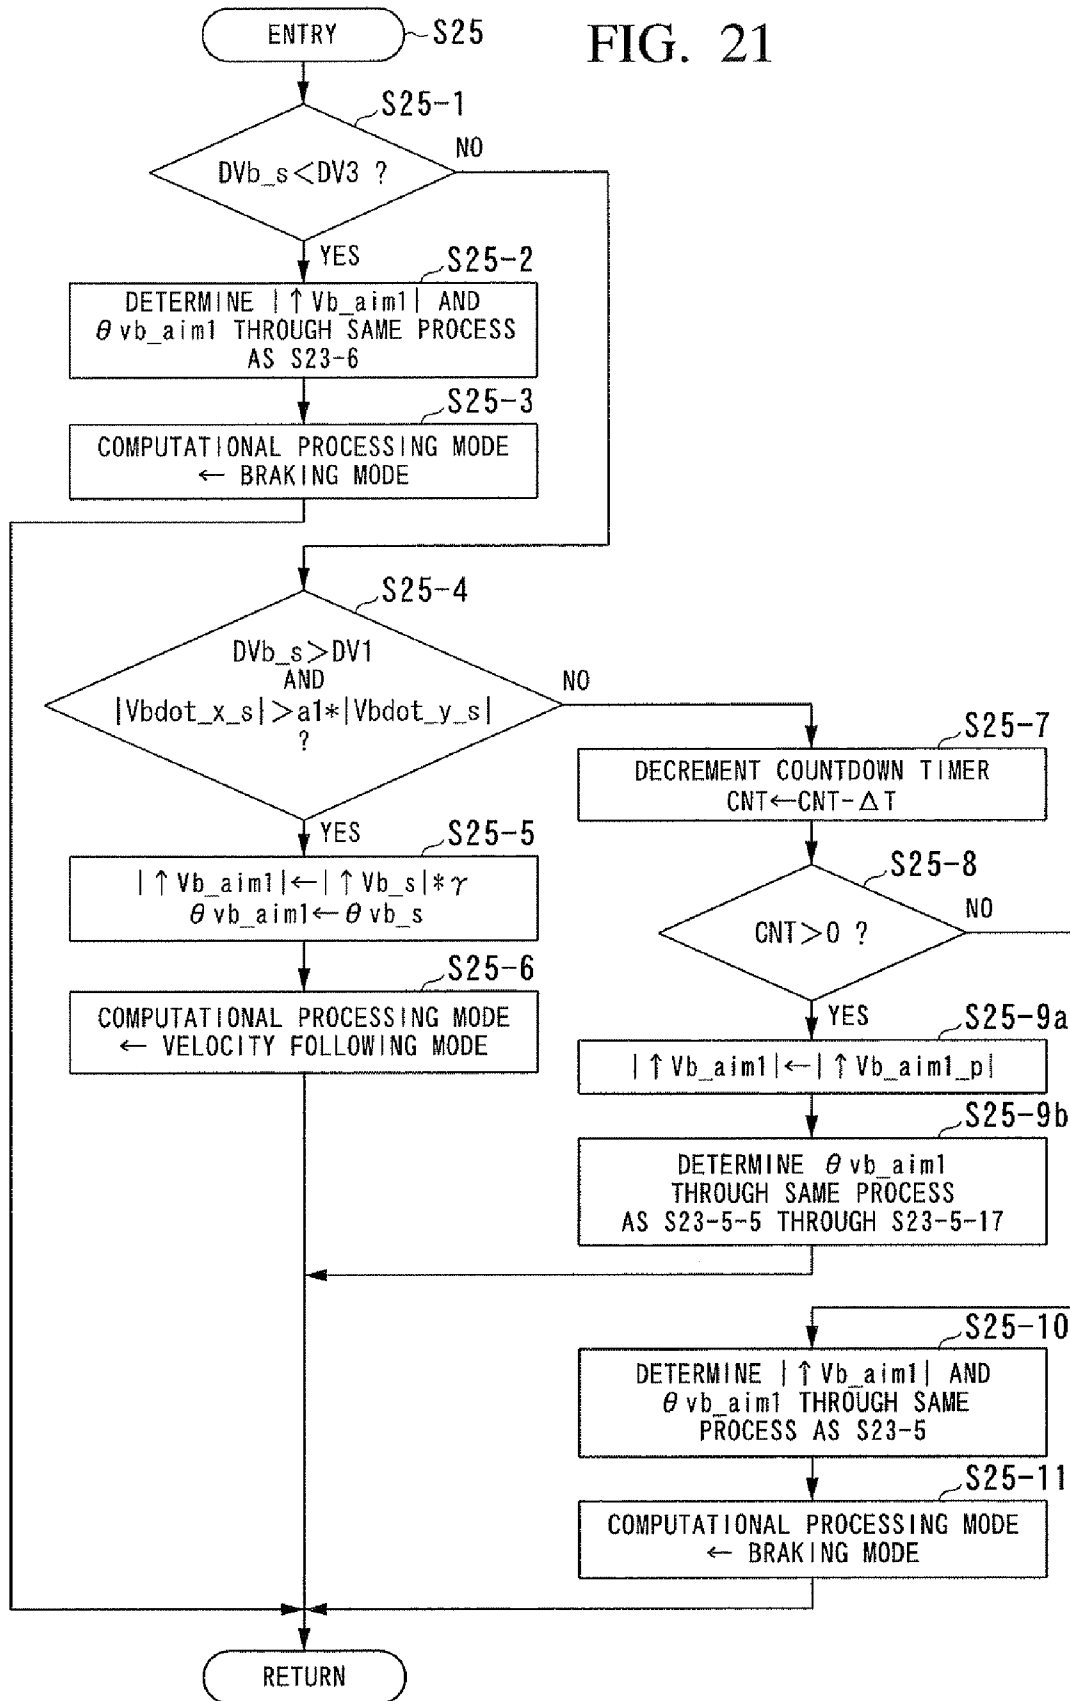 FIG. 21
ENTRY
S25
S25-1
DVb_s<DV3 ?
NO
YES
S25-2
DETERMINE |↑Vb_aim1| AND
θvb_aim1 THROUGH SAME PROCESS
AS S23-6
S25-3
COMPUTATIONAL PROCESSING MODE
← BRAKING MODE
S25-4
DVb_s>DV1
AND
|Vbdot_x_s|>a1*|Vbdot_y_s|
?
NO
YES
S25-5
|↑Vb_aim1|←|↑Vb_s|*γ
θvb_aim1←θvb_s
S25-6
COMPUTATIONAL PROCESSING MODE
← VELOCITY FOLLOWING MODE
S25-7
DECREMENT COUNTDOWN TIMER
CNT←CNT-ΔT
S25-8
CNT>0 ?
NO
YES
S25-9a
|↑Vb_aim1|←|↑Vb_aim1_p|
S25-9b
DETERMINE θvb_aim1
THROUGH SAME PROCESS
AS S23-5-5 THROUGH S23-5-17
S25-10
DETERMINE |↑Vb_aim1| AND
θvb_aim1 THROUGH SAME
PROCESS AS S23-5
S25-11
COMPUTATIONAL PROCESSING MODE
← BRAKING MODE
RETURN